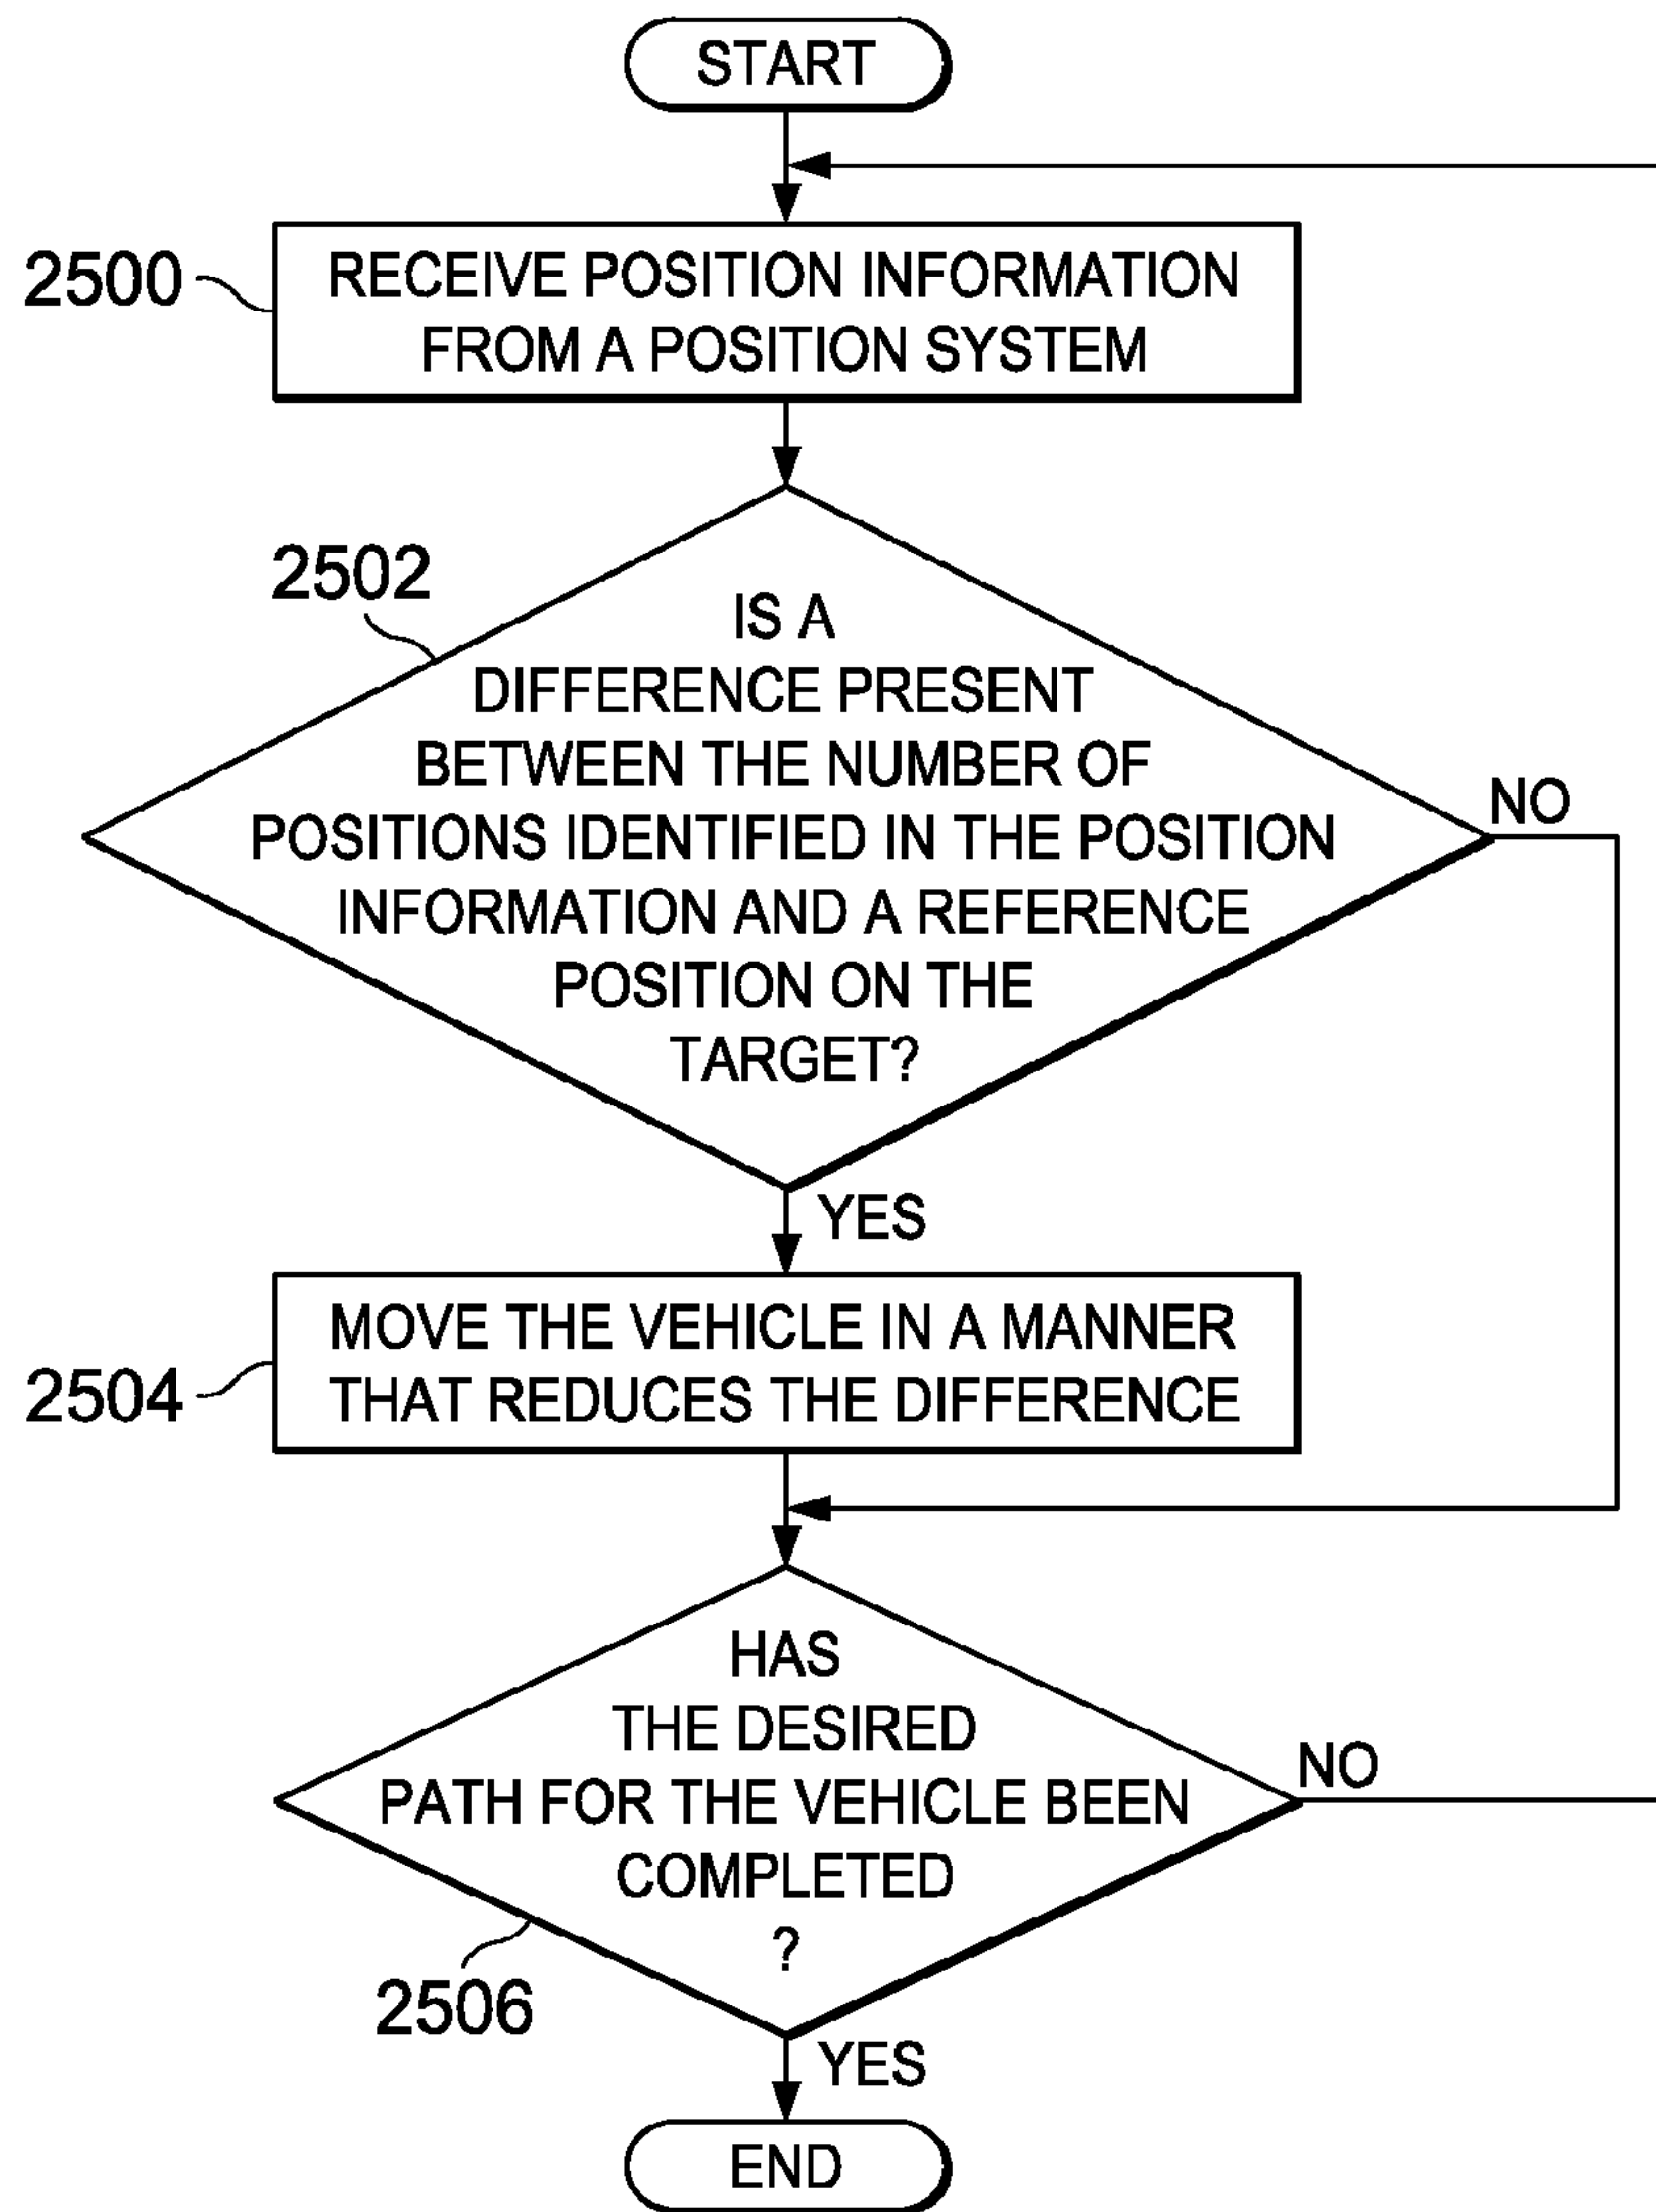 START
2500
RECEIVE POSITION INFORMATION
FROM A POSITION SYSTEM
2502
IS A
DIFFERENCE PRESENT
BETWEEN THE NUMBER OF
POSITIONS IDENTIFIED IN THE POSITION
INFORMATION AND A REFERENCE
POSITION ON THE
TARGET?
NO
YES
2504
MOVE THE VEHICLE IN A MANNER
THAT REDUCES THE DIFFERENCE
HAS
THE DESIRED
PATH FOR THE VEHICLE BEEN
COMPLETED
?
NO
2506
YES
END